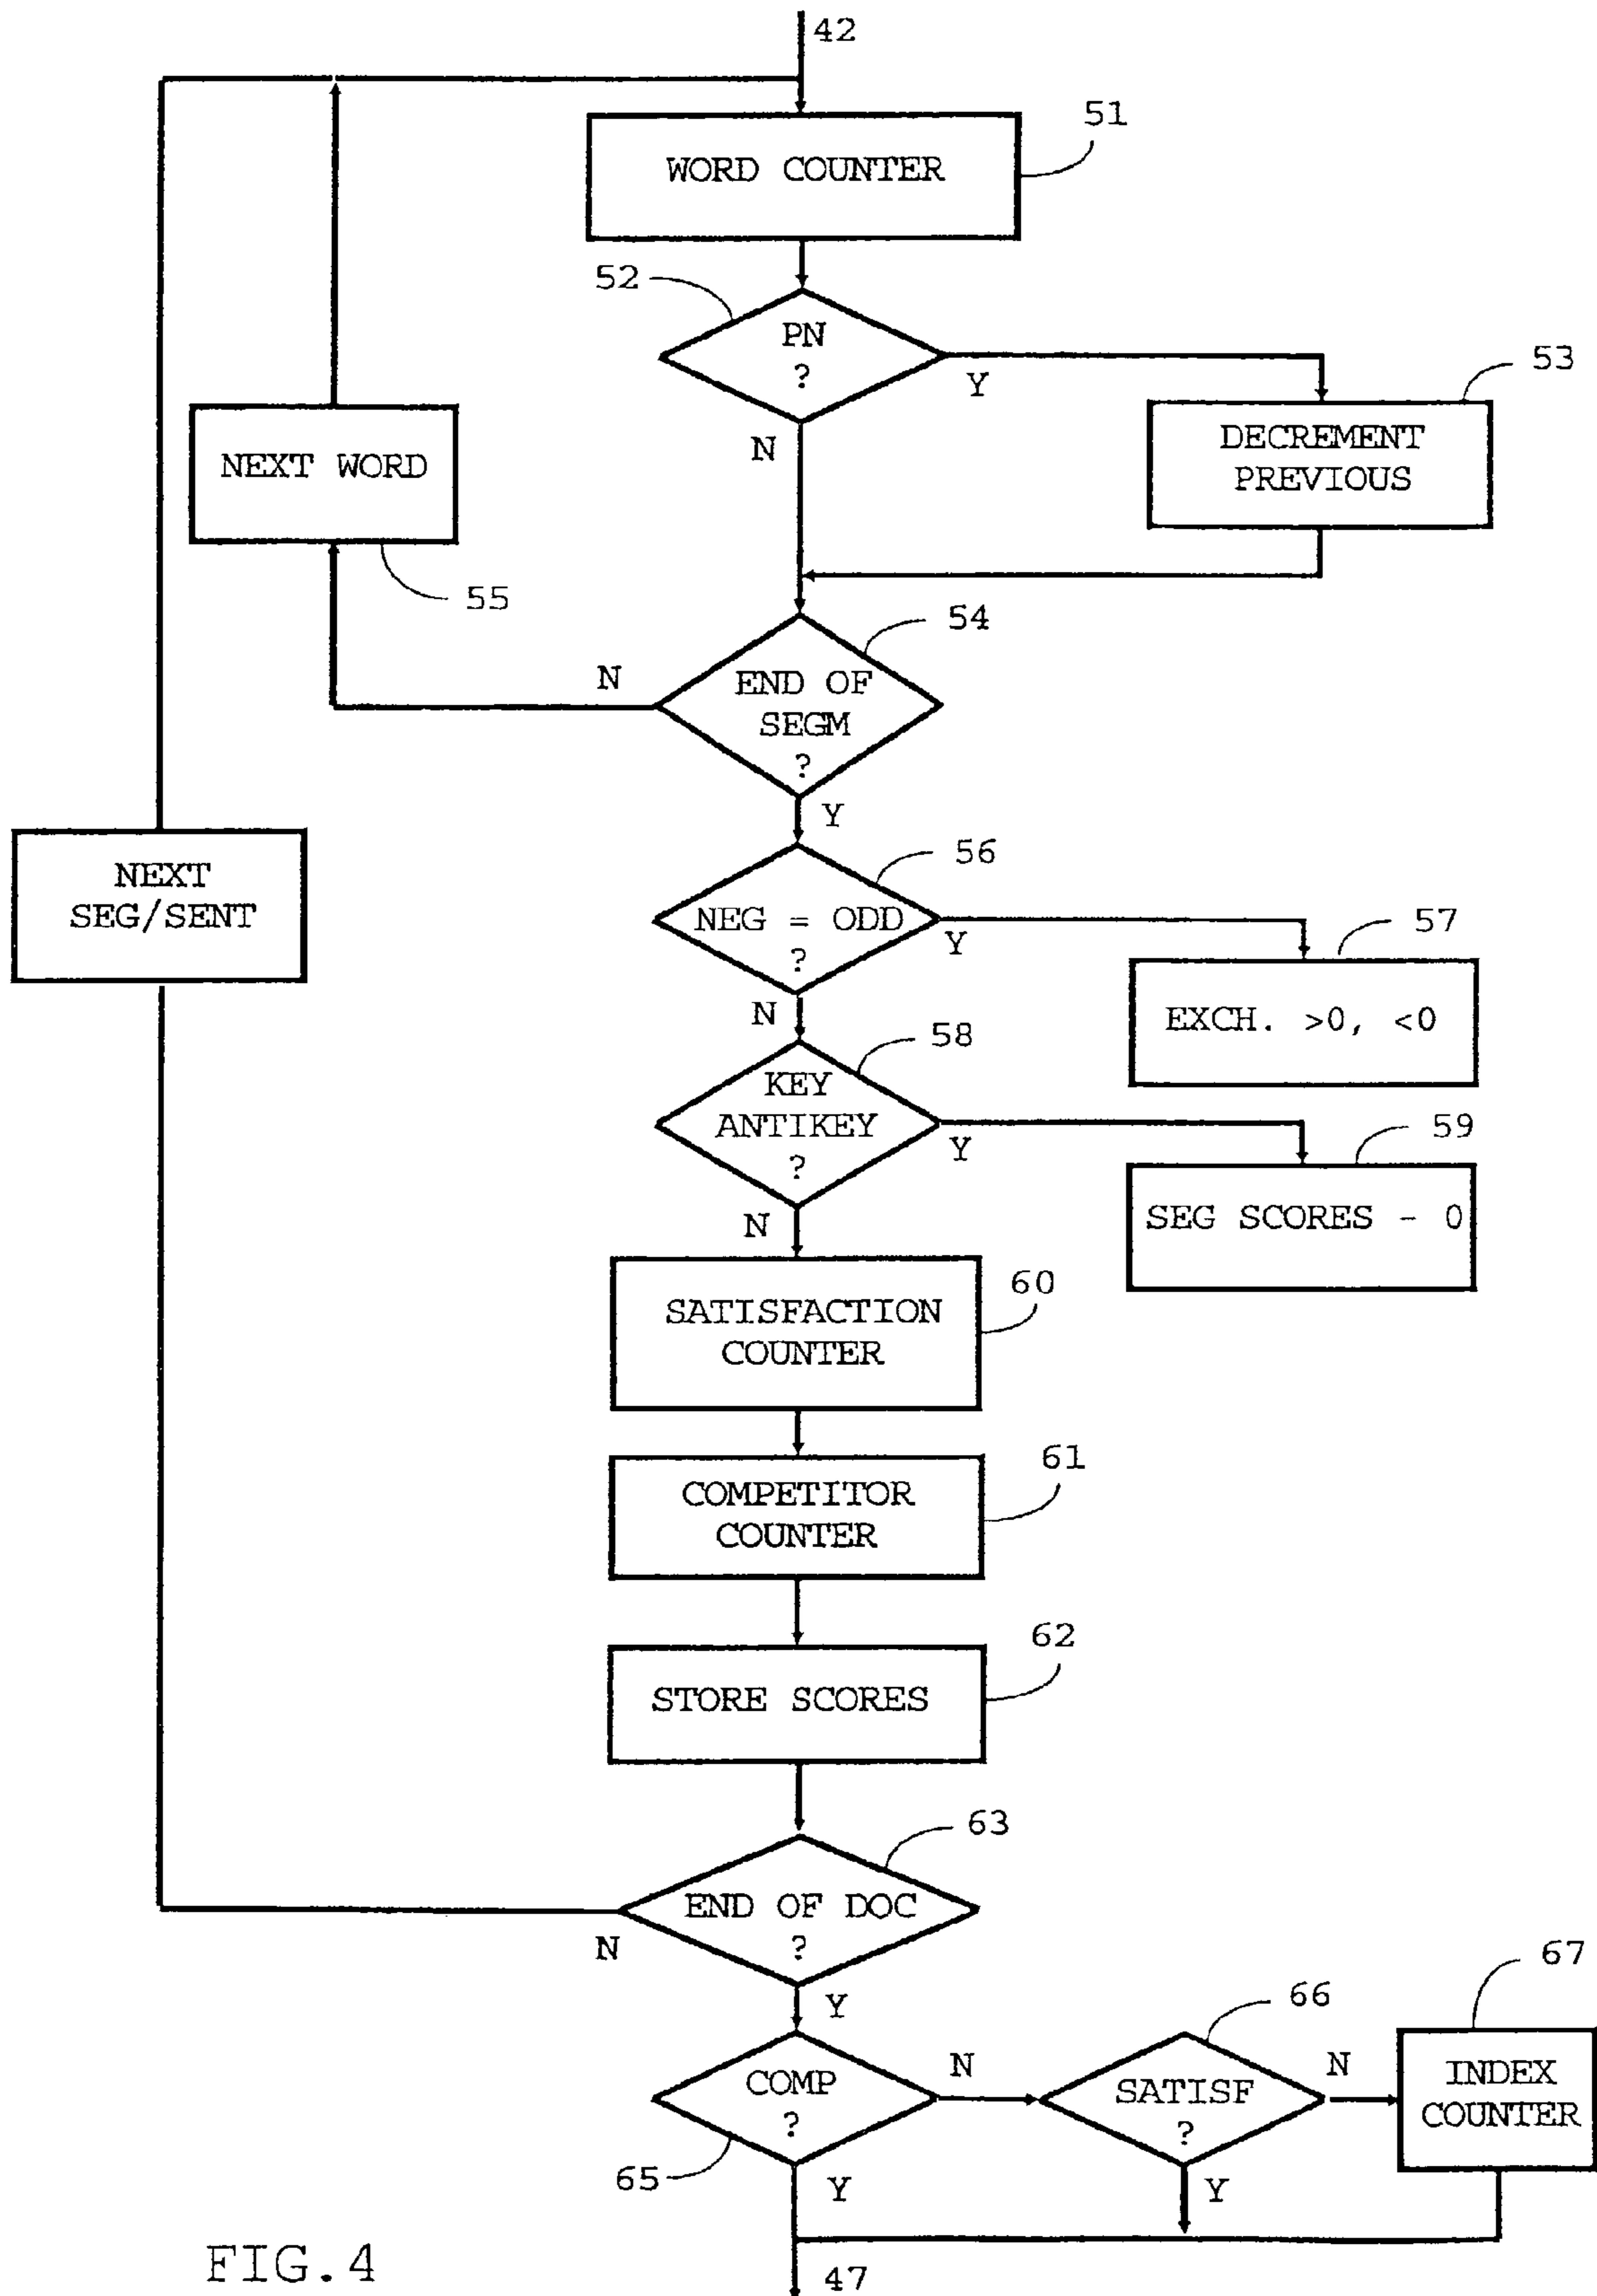 42
51
WORD COUNTER
52
PN
?
Y
N
53
DECREMENT
PREVIOUS
NEXT WORD
55
54
N
END OF
SEGM
?
Y
NEXT
SEG/SENT
56
NEG = ODD
?
Y
N
57
EXCH. >0, <0
58
KEY
ANTIKEY
?
Y
N
59
SEG SCORES - 0
60
SATISFACTION
COUNTER
61
COMPETITOR
COUNTER
62
STORE SCORES
63
END OF DOC
?
N
Y
65
COMP
?
N
Y
66
SATISF
?
N
Y
67
INDEX
COUNTER
47
FIG.4